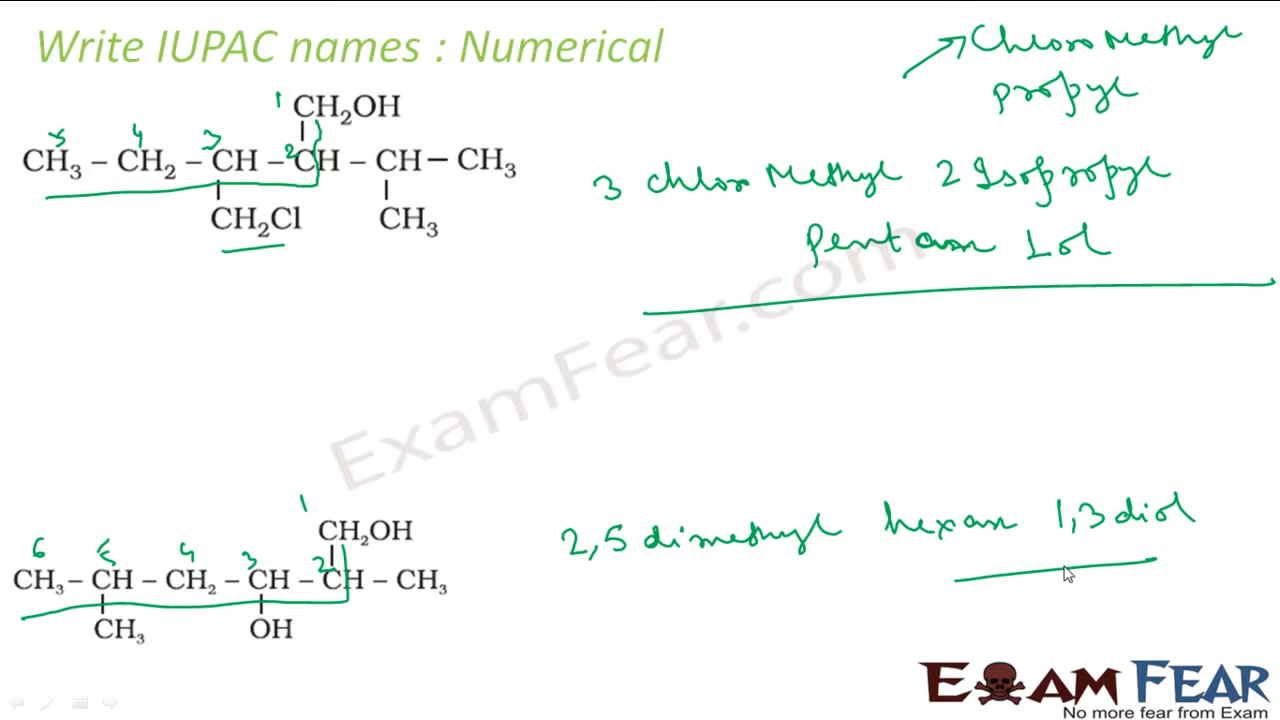 Write IUPAC names : Numerical
Chloro Methyl
propyl
1 CH₂OH
5 4 3 2
CH₃ – CH₂ – CH – CH – CH – CH₃
CH₂Cl CH₃
3 chloro Methyl 2 Isopropyl
pentan 1ol
ExamFear.com
1 CH₂OH
6 5 4 3 2
CH₃ – CH – CH₂ – CH – CH – CH₃
CH₃ OH
2,5 dimethyl hexan 1,3 diol
EXAM FEAR
No more fear from Exam